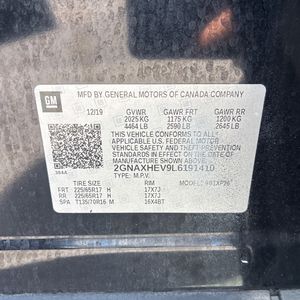 MFD. BY GENERAL MOTORS OF CANADA COMPANY
GM
12/19 GVWR GAWR FRT GAWR RR
2025 KG 1175 KG 1200 KG
4464 LB 2590 LB 2645 LB
THIS VEHICLE CONFORMS TO ALL
APPLICABLE U.S. FEDERAL MOTOR
VEHICLE SAFETY AND THEFT
PREVENTION STANDARDS IN EFFECT
ON THE DATE OF MANUFACTURE
SHOWN ABOVE.
2GNAXHEV9L6191410
TYPE: M.P.V.
TIRE SIZE RIM
FRT 225/65R17 H 17X7J
RR 225/65R17 H 17X7J
SPA T135/70R16 M 16X4BT